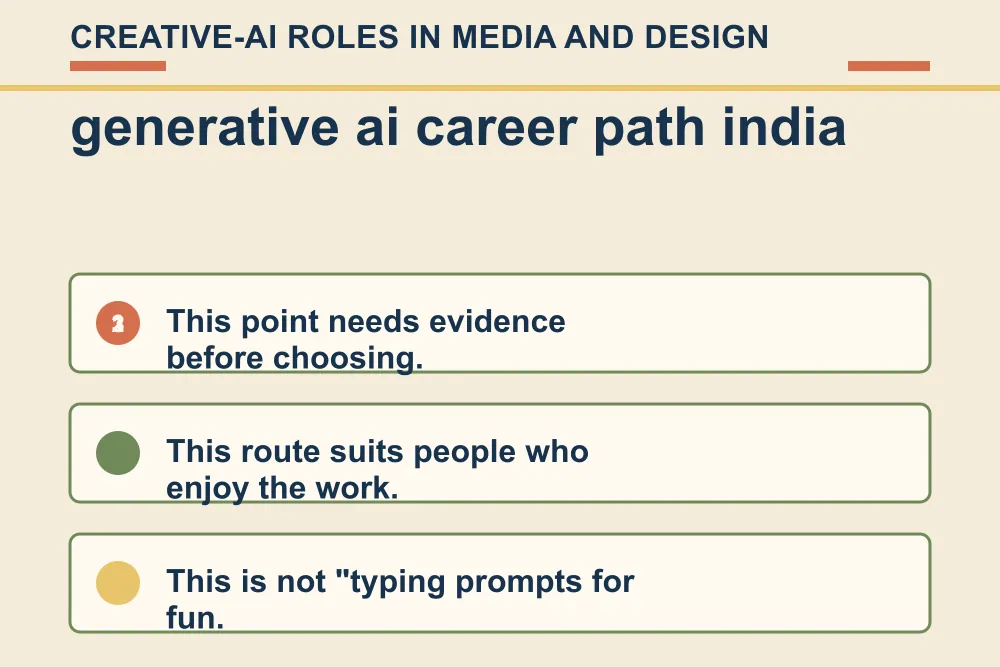 CREATIVE-AI ROLES IN MEDIA AND DESIGN
generative ai career path india
This point needs evidence
before choosing.
This route suits people who
enjoy the work.
This is not "typing prompts for
fun.